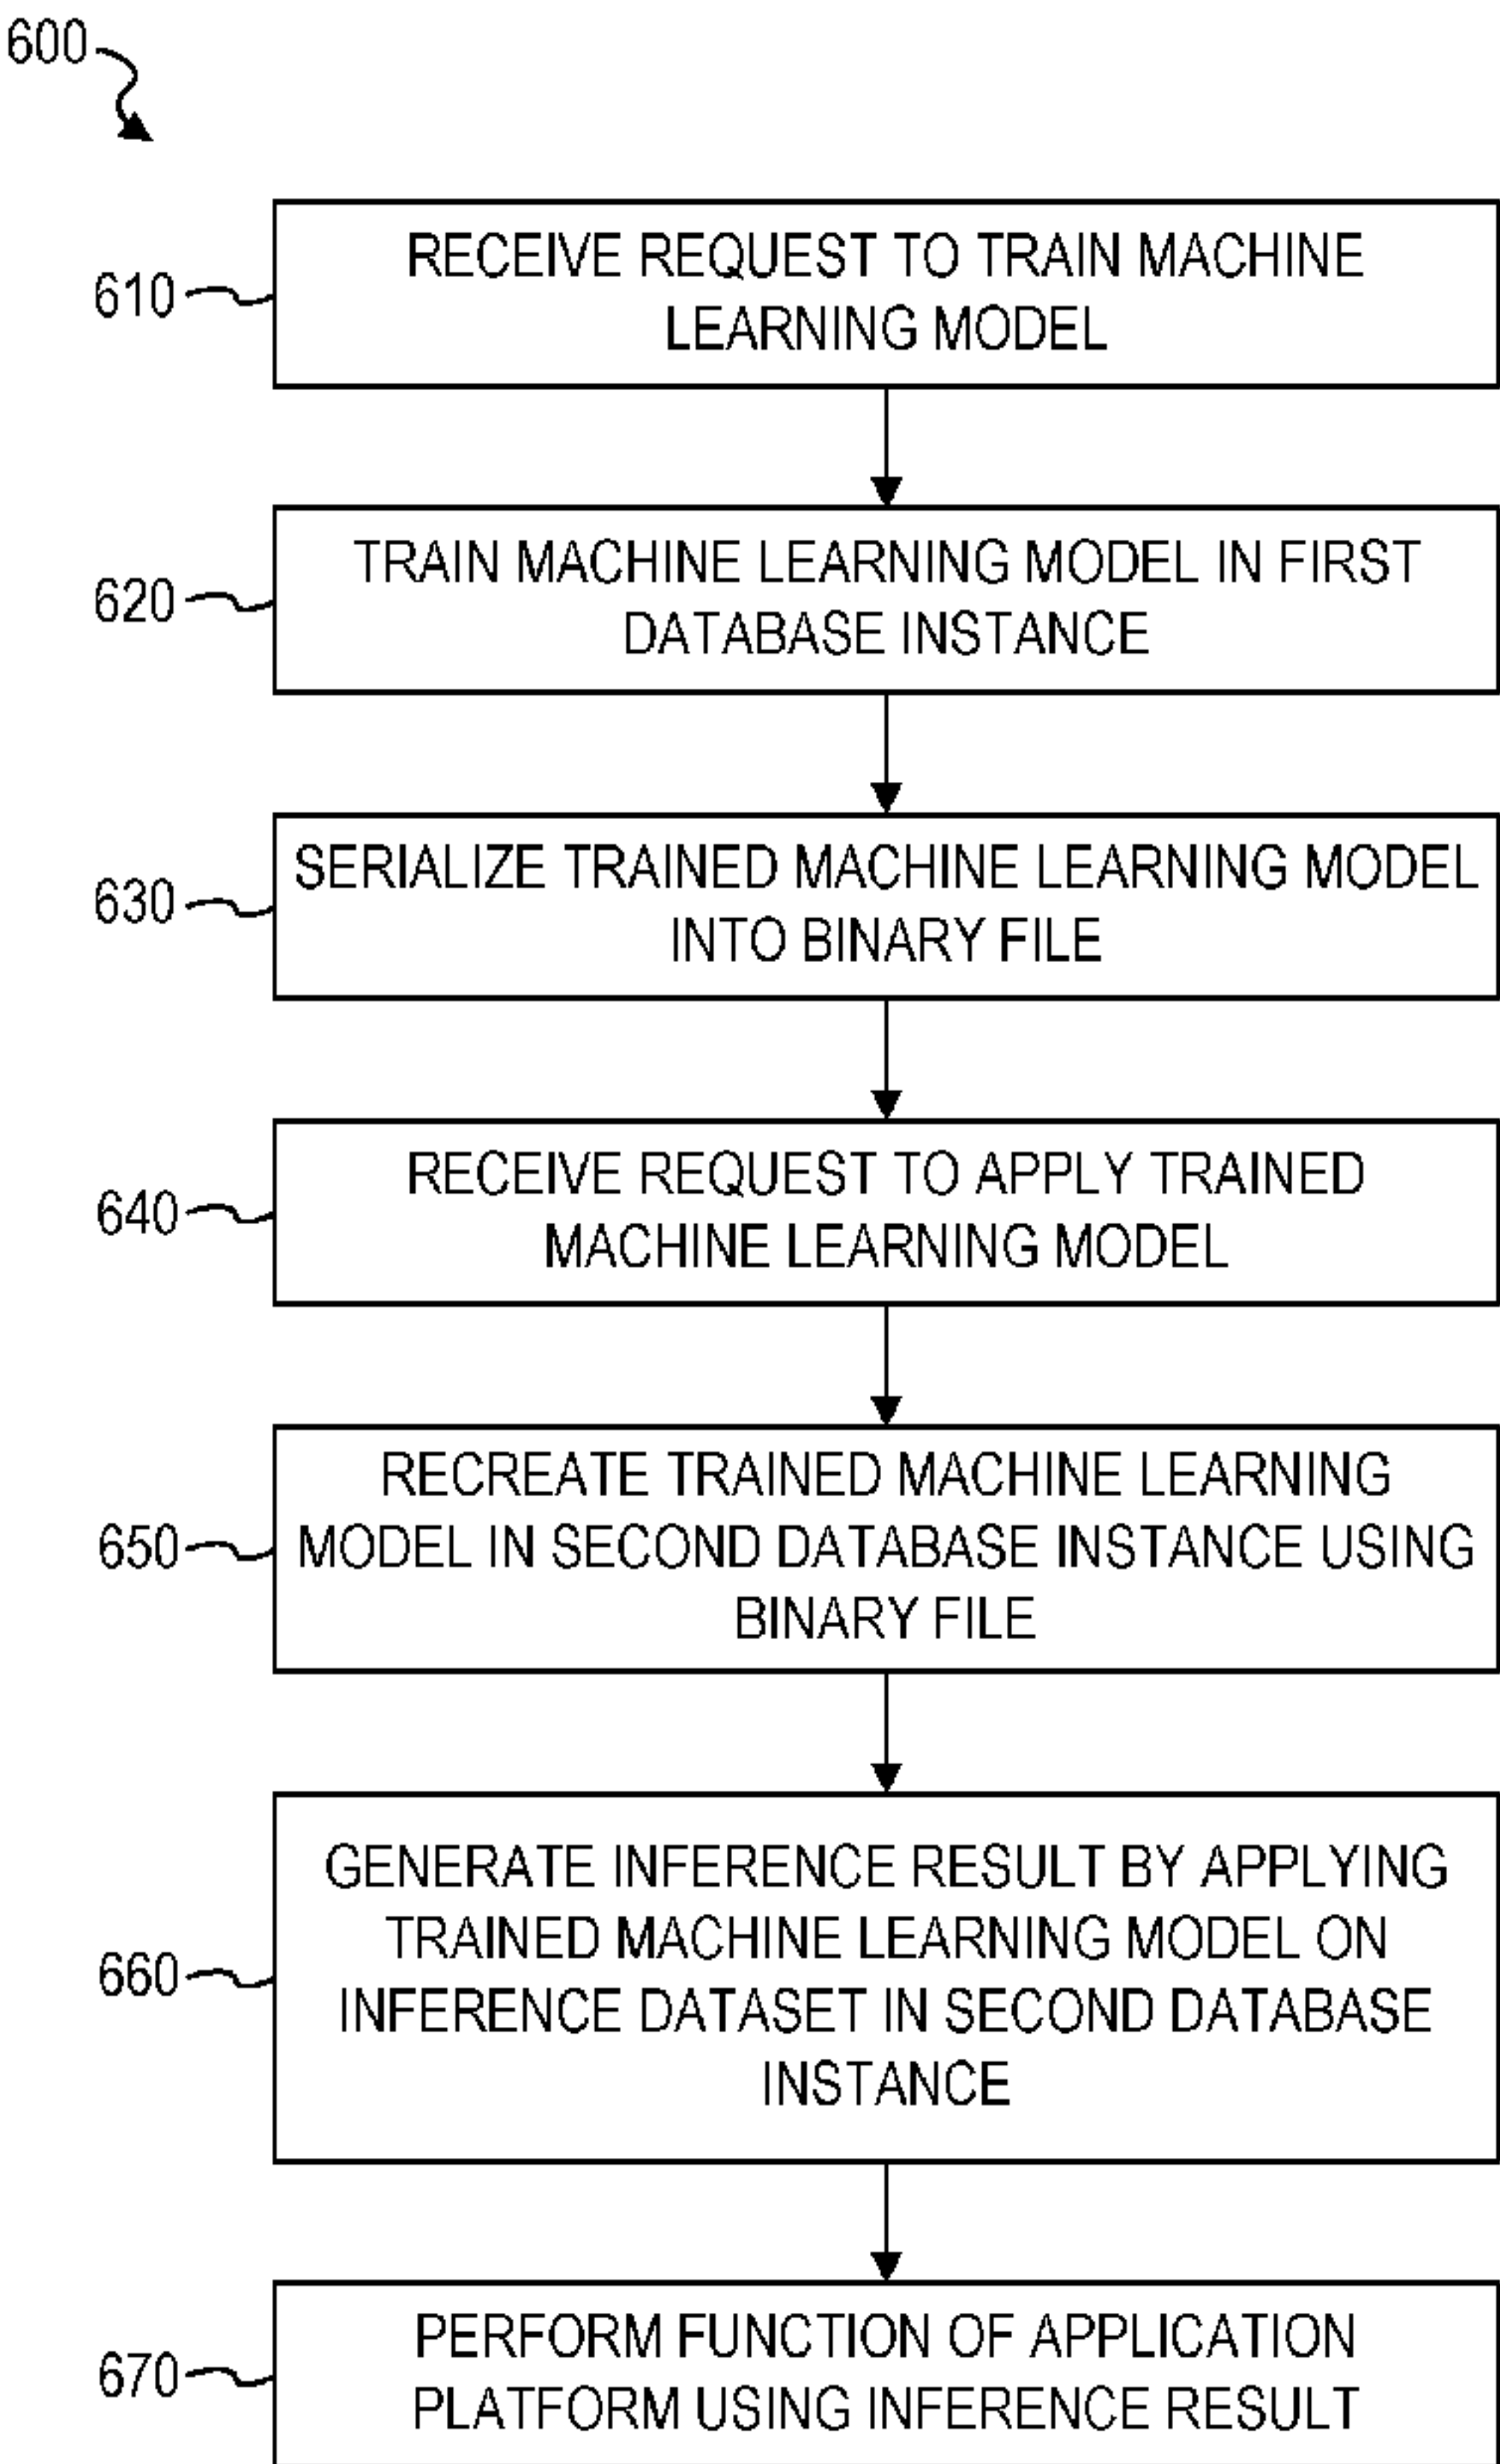 600
610
RECEIVE REQUEST TO TRAIN MACHINE
LEARNING MODEL
620
TRAIN MACHINE LEARNING MODEL IN FIRST
DATABASE INSTANCE
630
SERIALIZE TRAINED MACHINE LEARNING MODEL
INTO BINARY FILE
640
RECEIVE REQUEST TO APPLY TRAINED
MACHINE LEARNING MODEL
650
RECREATE TRAINED MACHINE LEARNING
MODEL IN SECOND DATABASE INSTANCE USING
BINARY FILE
660
GENERATE INFERENCE RESULT BY APPLYING
TRAINED MACHINE LEARNING MODEL ON
INFERENCE DATASET IN SECOND DATABASE
INSTANCE
670
PERFORM FUNCTION OF APPLICATION
PLATFORM USING INFERENCE RESULT